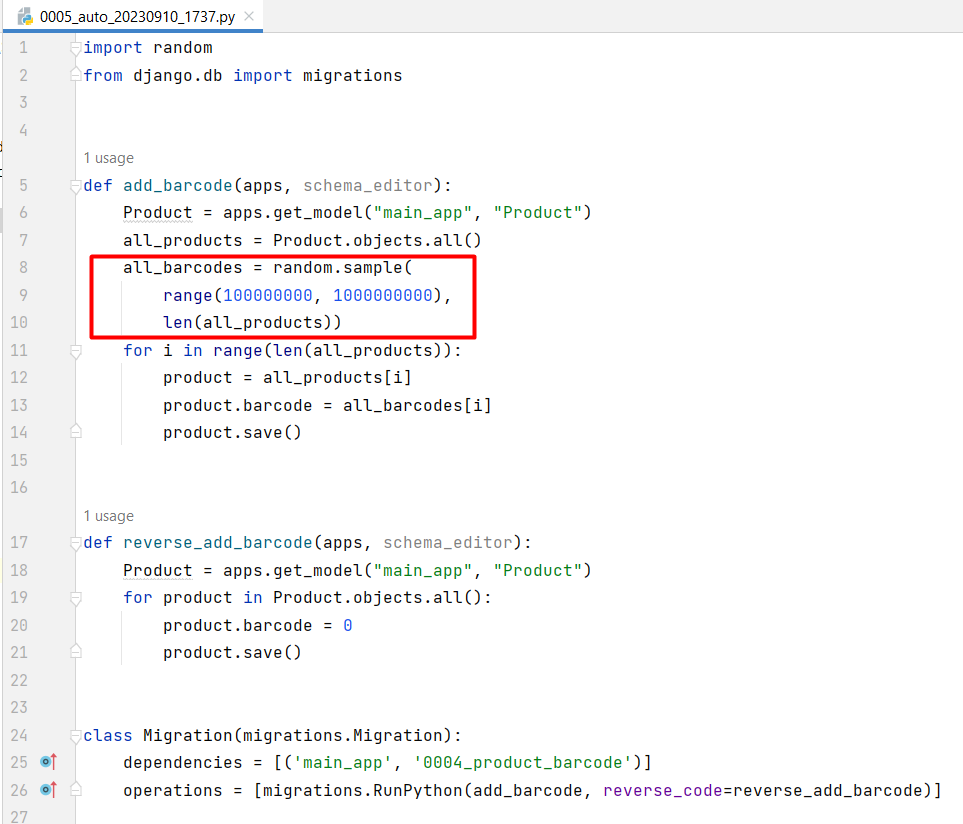 0005_auto_20230910_1737.py
1 import random
2 from django.db import migrations
3
4
1 usage
5 def add_barcode(apps, schema_editor):
6     Product = apps.get_model("main_app", "Product")
7     all_products = Product.objects.all()
8     all_barcodes = random.sample(
9         range(100000000, 1000000000),
10         len(all_products))
11     for i in range(len(all_products)):
12         product = all_products[i]
13         product.barcode = all_barcodes[i]
14         product.save()
15
16
1 usage
17 def reverse_add_barcode(apps, schema_editor):
18     Product = apps.get_model("main_app", "Product")
19     for product in Product.objects.all():
20         product.barcode = 0
21         product.save()
22
23
24 class Migration(migrations.Migration):
25     dependencies = [('main_app', '0004_product_barcode')]
26     operations = [migrations.RunPython(add_barcode, reverse_code=reverse_add_barcode)]
27